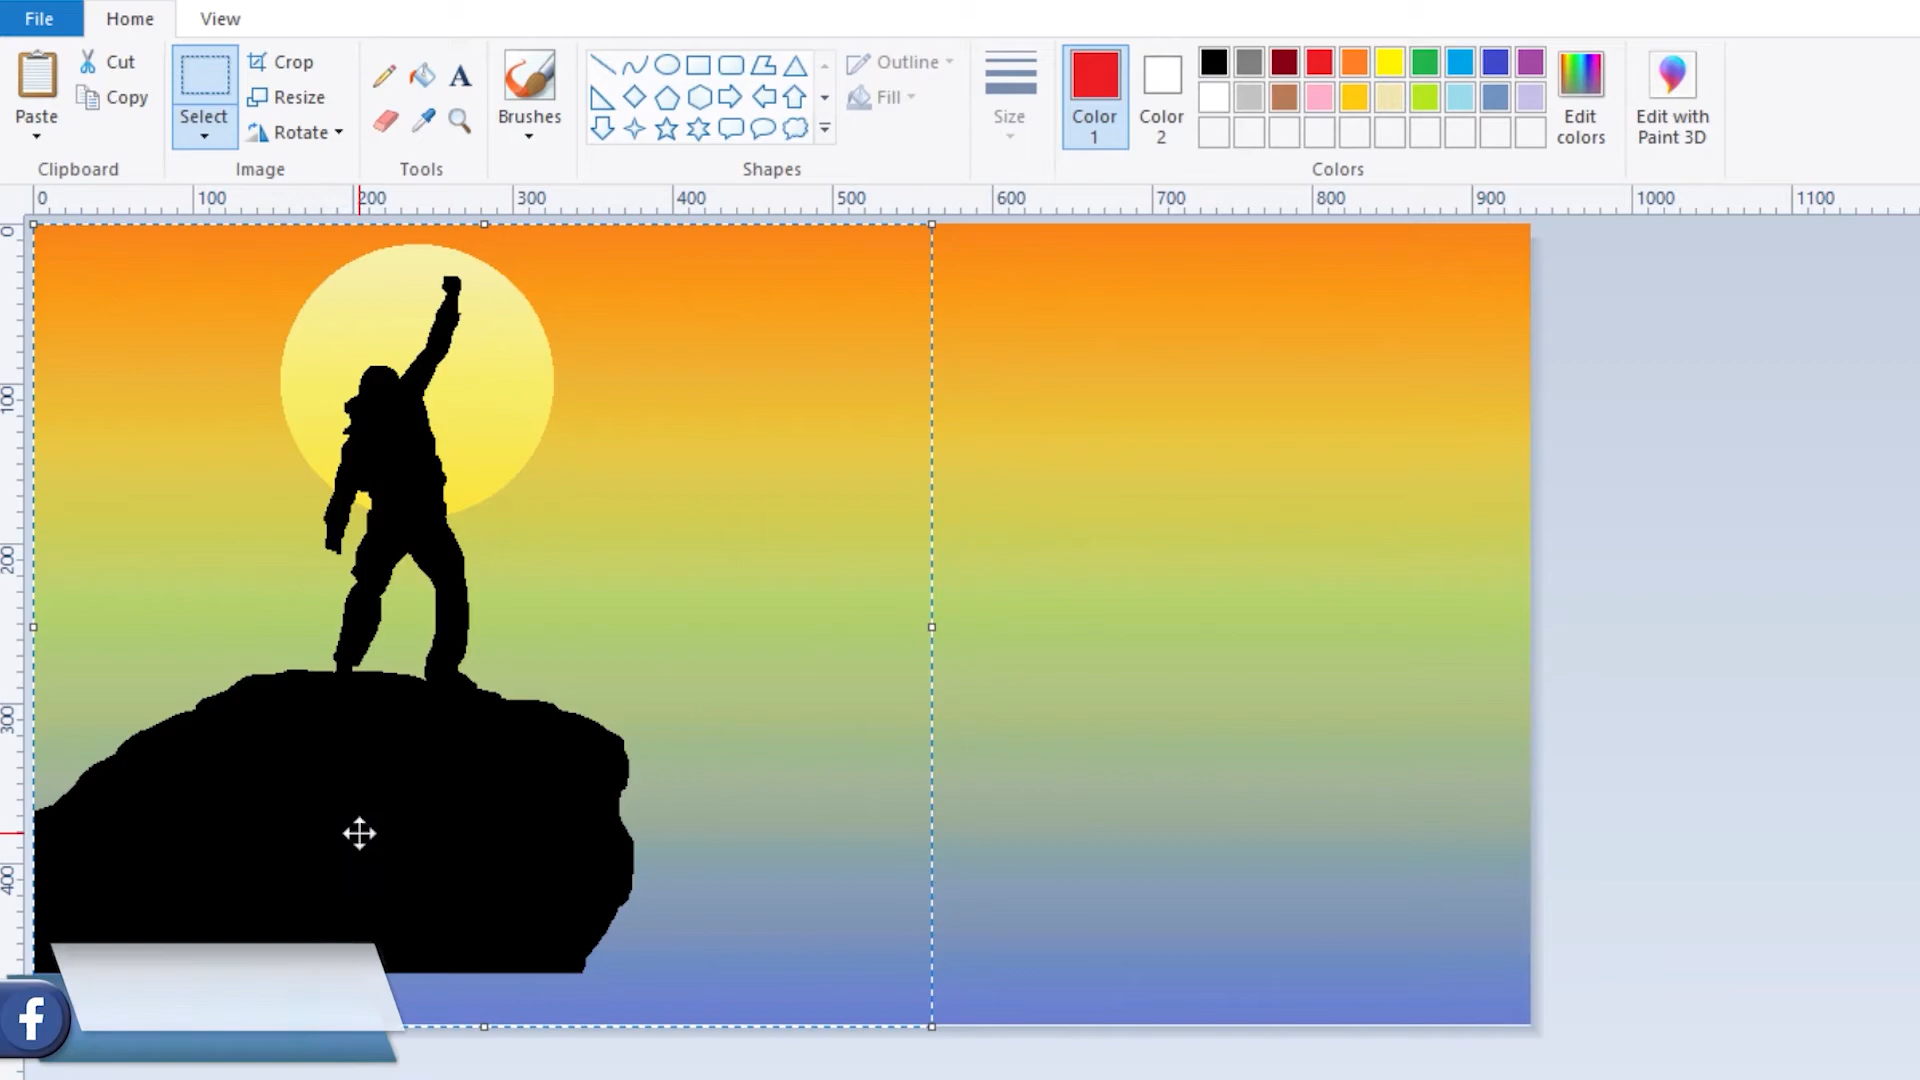 File Home View
Paste Cut Copy
Select Crop Resize Rotate
A
Brushes
Outline Fill
Size
Color 1 Color 2
Edit colors
Edit with Paint 3D
Clipboard Image Tools Shapes Colors
0 100 200 300 400 500 600 700 800 900 1000 1100
0
100
200
300
400
f